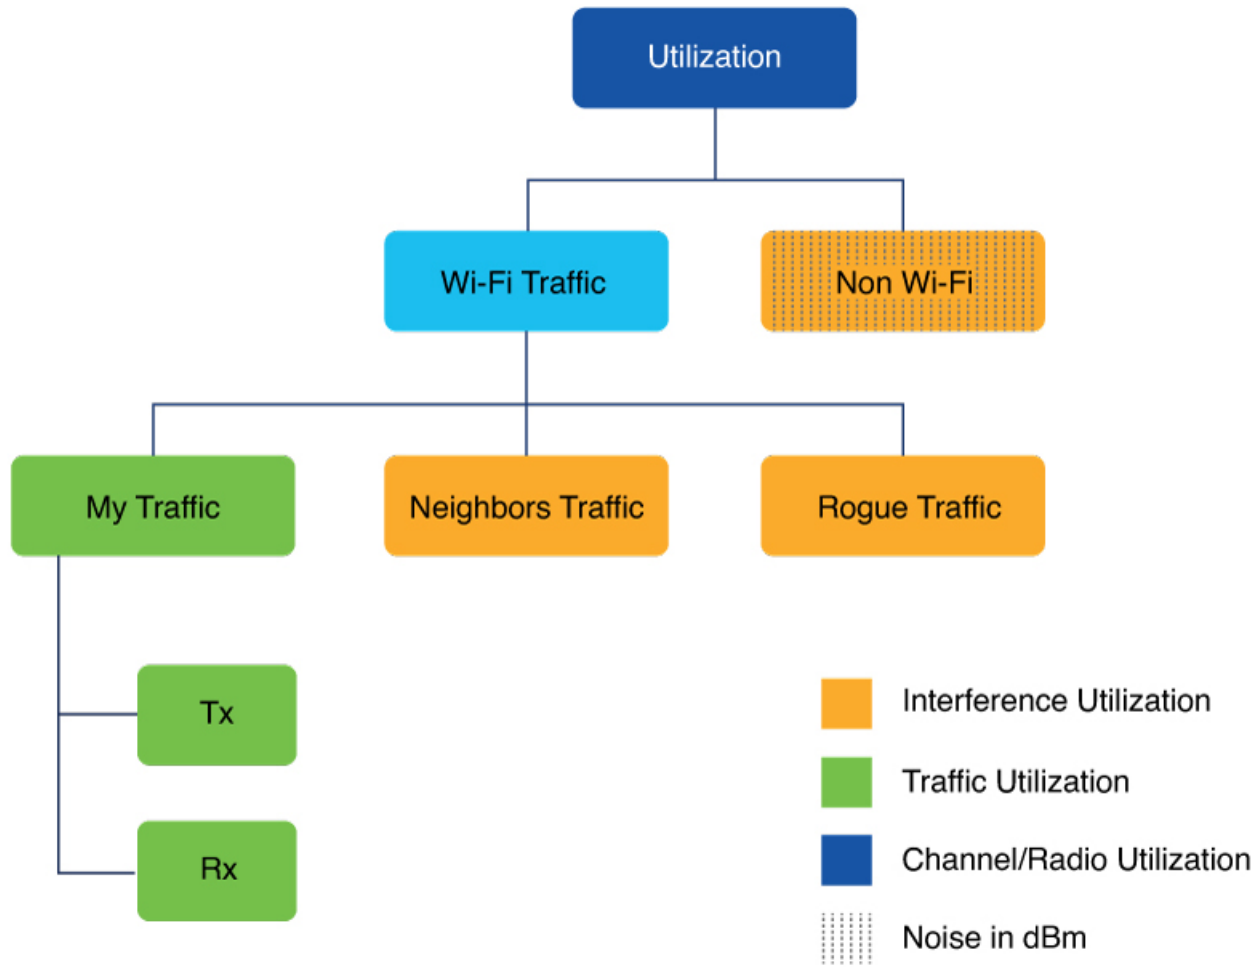 Utilization
Wi-Fi Traffic
Non Wi-Fi
My Traffic
Neighbors Traffic
Rogue Traffic
Tx
Rx
Interference Utilization
Traffic Utilization
Channel/Radio Utilization
Noise in dBm